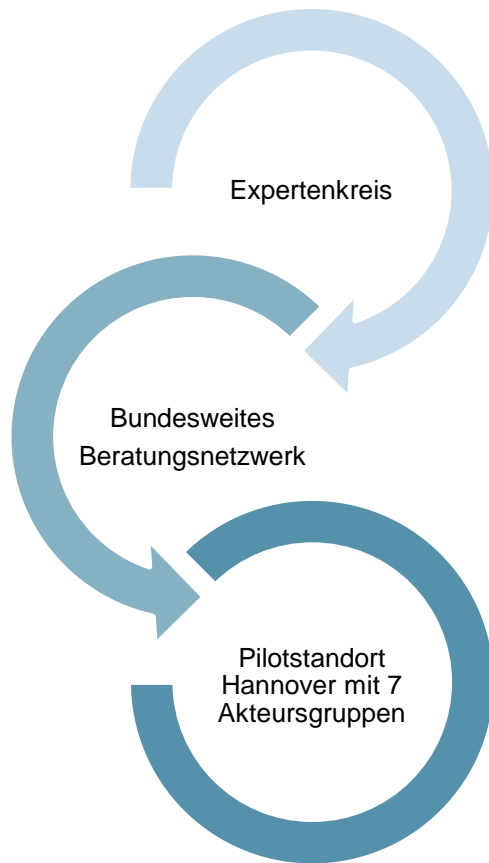 Expertenkreis
Bundesweites
Beratungsnetzwerk
Pilotstandort
Hannover mit 7
Akteursgruppen